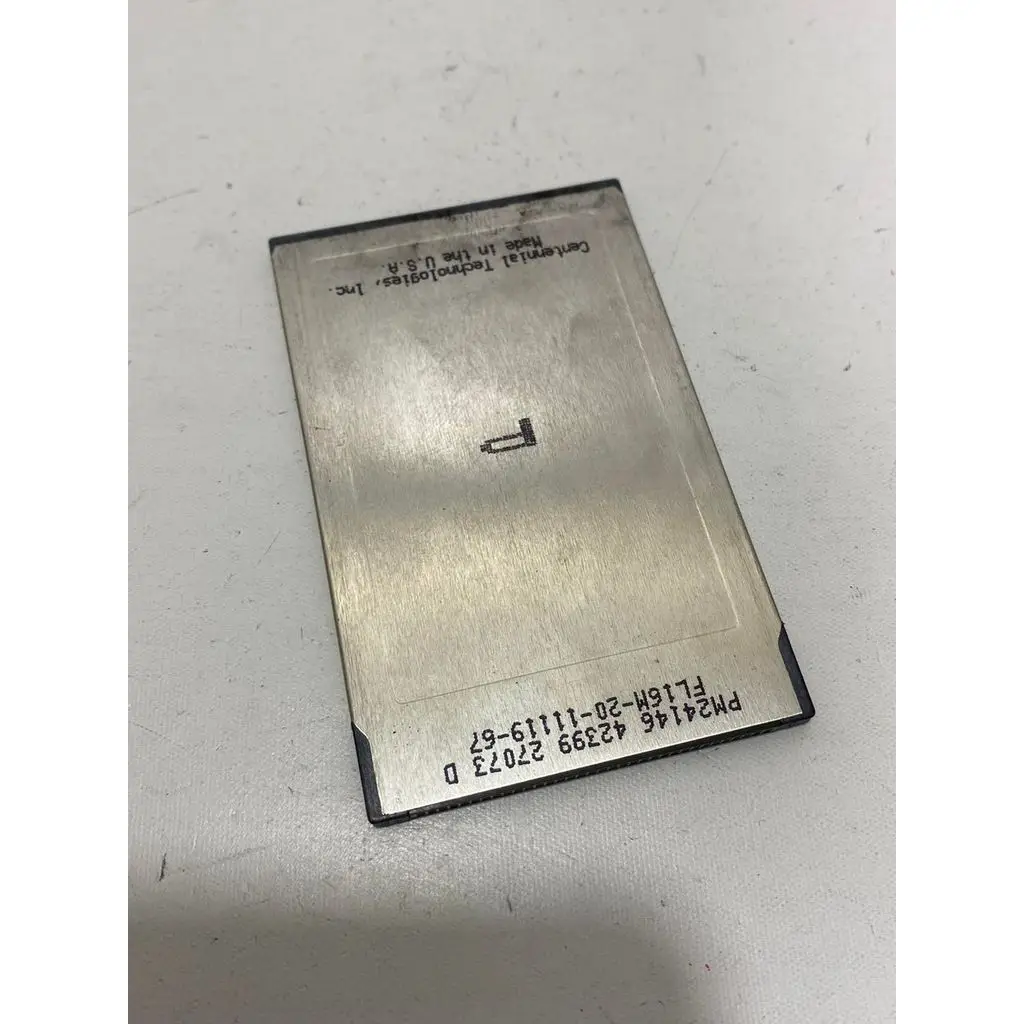 PM24146 42399 27073 D
FL16M-20-11119-67
P
Made in the U.S.A.
Centennial Technologies, Inc.